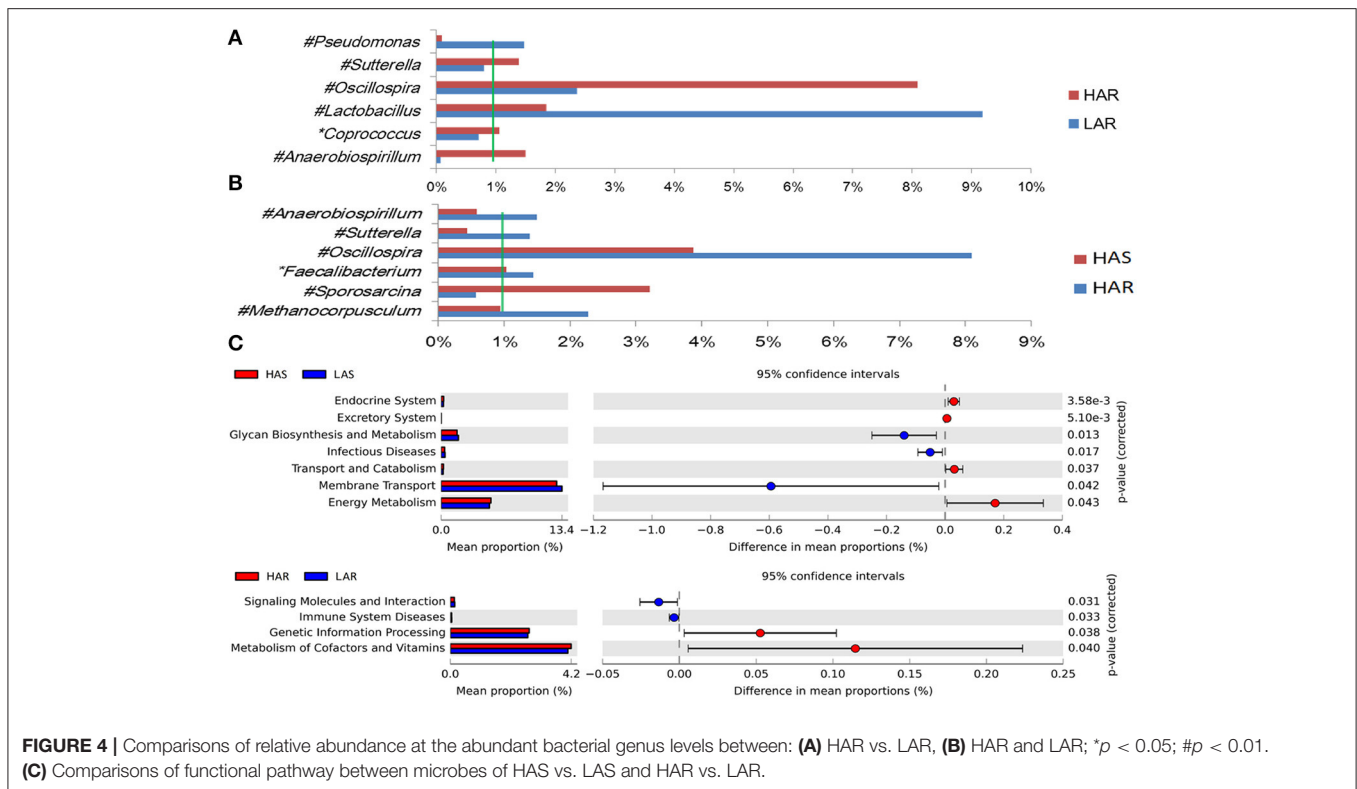 A
#Pseudomonas
#Sutterella
#Oscillospira
#Lactobacillus
*Coprococcus
#Anaerobiospirillum
HAR
LAR
0% 1% 2% 3% 4% 5% 6% 7% 8% 9% 10%
B
#Anaerobiospirillum
#Sutterella
#Oscillospira
*Faecalibacterium
#Sporosarcina
#Methanocorpusculum
HAS
HAR
0% 1% 2% 3% 4% 5% 6% 7% 8% 9%
C
HAS LAS
95% confidence intervals
Endocrine System 3.58e-3
Excretory System 5.10e-3
Glycan Biosynthesis and Metabolism 0.013
Infectious Diseases 0.017
Transport and Catabolism 0.037
Membrane Transport 0.042
Energy Metabolism 0.043
p-value (corrected)
0.0 13.4 −1.2 −1.0 −0.8 −0.6 −0.4 −0.2 0.0 0.2 0.4
Mean proportion (%) Difference in mean proportions (%)
HAR LAR
95% confidence intervals
Signaling Molecules and Interaction 0.031
Immune System Diseases 0.033
Genetic Information Processing 0.038
Metabolism of Cofactors and Vitamins 0.040
p-value (corrected)
0.0 4.2 −0.05 0.00 0.05 0.10 0.15 0.20 0.25
Mean proportion (%) Difference in mean proportions (%)
FIGURE 4 | Comparisons of relative abundance at the abundant bacterial genus levels between: (A) HAR vs. LAR, (B) HAR and LAR; *p < 0.05; #p < 0.01.
(C) Comparisons of functional pathway between microbes of HAS vs. LAS and HAR vs. LAR.